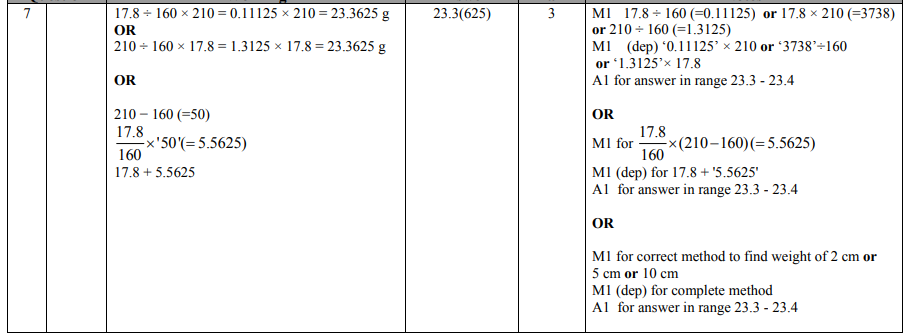 7
17.8 ÷ 160 × 210 = 0.11125 × 210 = 23.3625 g
OR
210 ÷ 160 × 17.8 = 1.3125 × 17.8 = 23.3625 g
OR
210 – 160 (=50)
17.8/160 ×'50'(= 5.5625)
17.8 + 5.5625
23.3(625)
3
M1 17.8 ÷ 160 (=0.11125) or 17.8 × 210 (=3738)
or 210 ÷ 160 (=1.3125)
M1 (dep) ‘0.11125’ × 210 or ‘3738’÷160
or ‘1.3125’× 17.8
A1 for answer in range 23.3 - 23.4
OR
M1 for 17.8/160 ×(210–160)(= 5.5625)
M1 (dep) for 17.8 + '5.5625'
A1 for answer in range 23.3 - 23.4
OR
M1 for correct method to find weight of 2 cm or
5 cm or 10 cm
M1 (dep) for complete method
A1 for answer in range 23.3 - 23.4